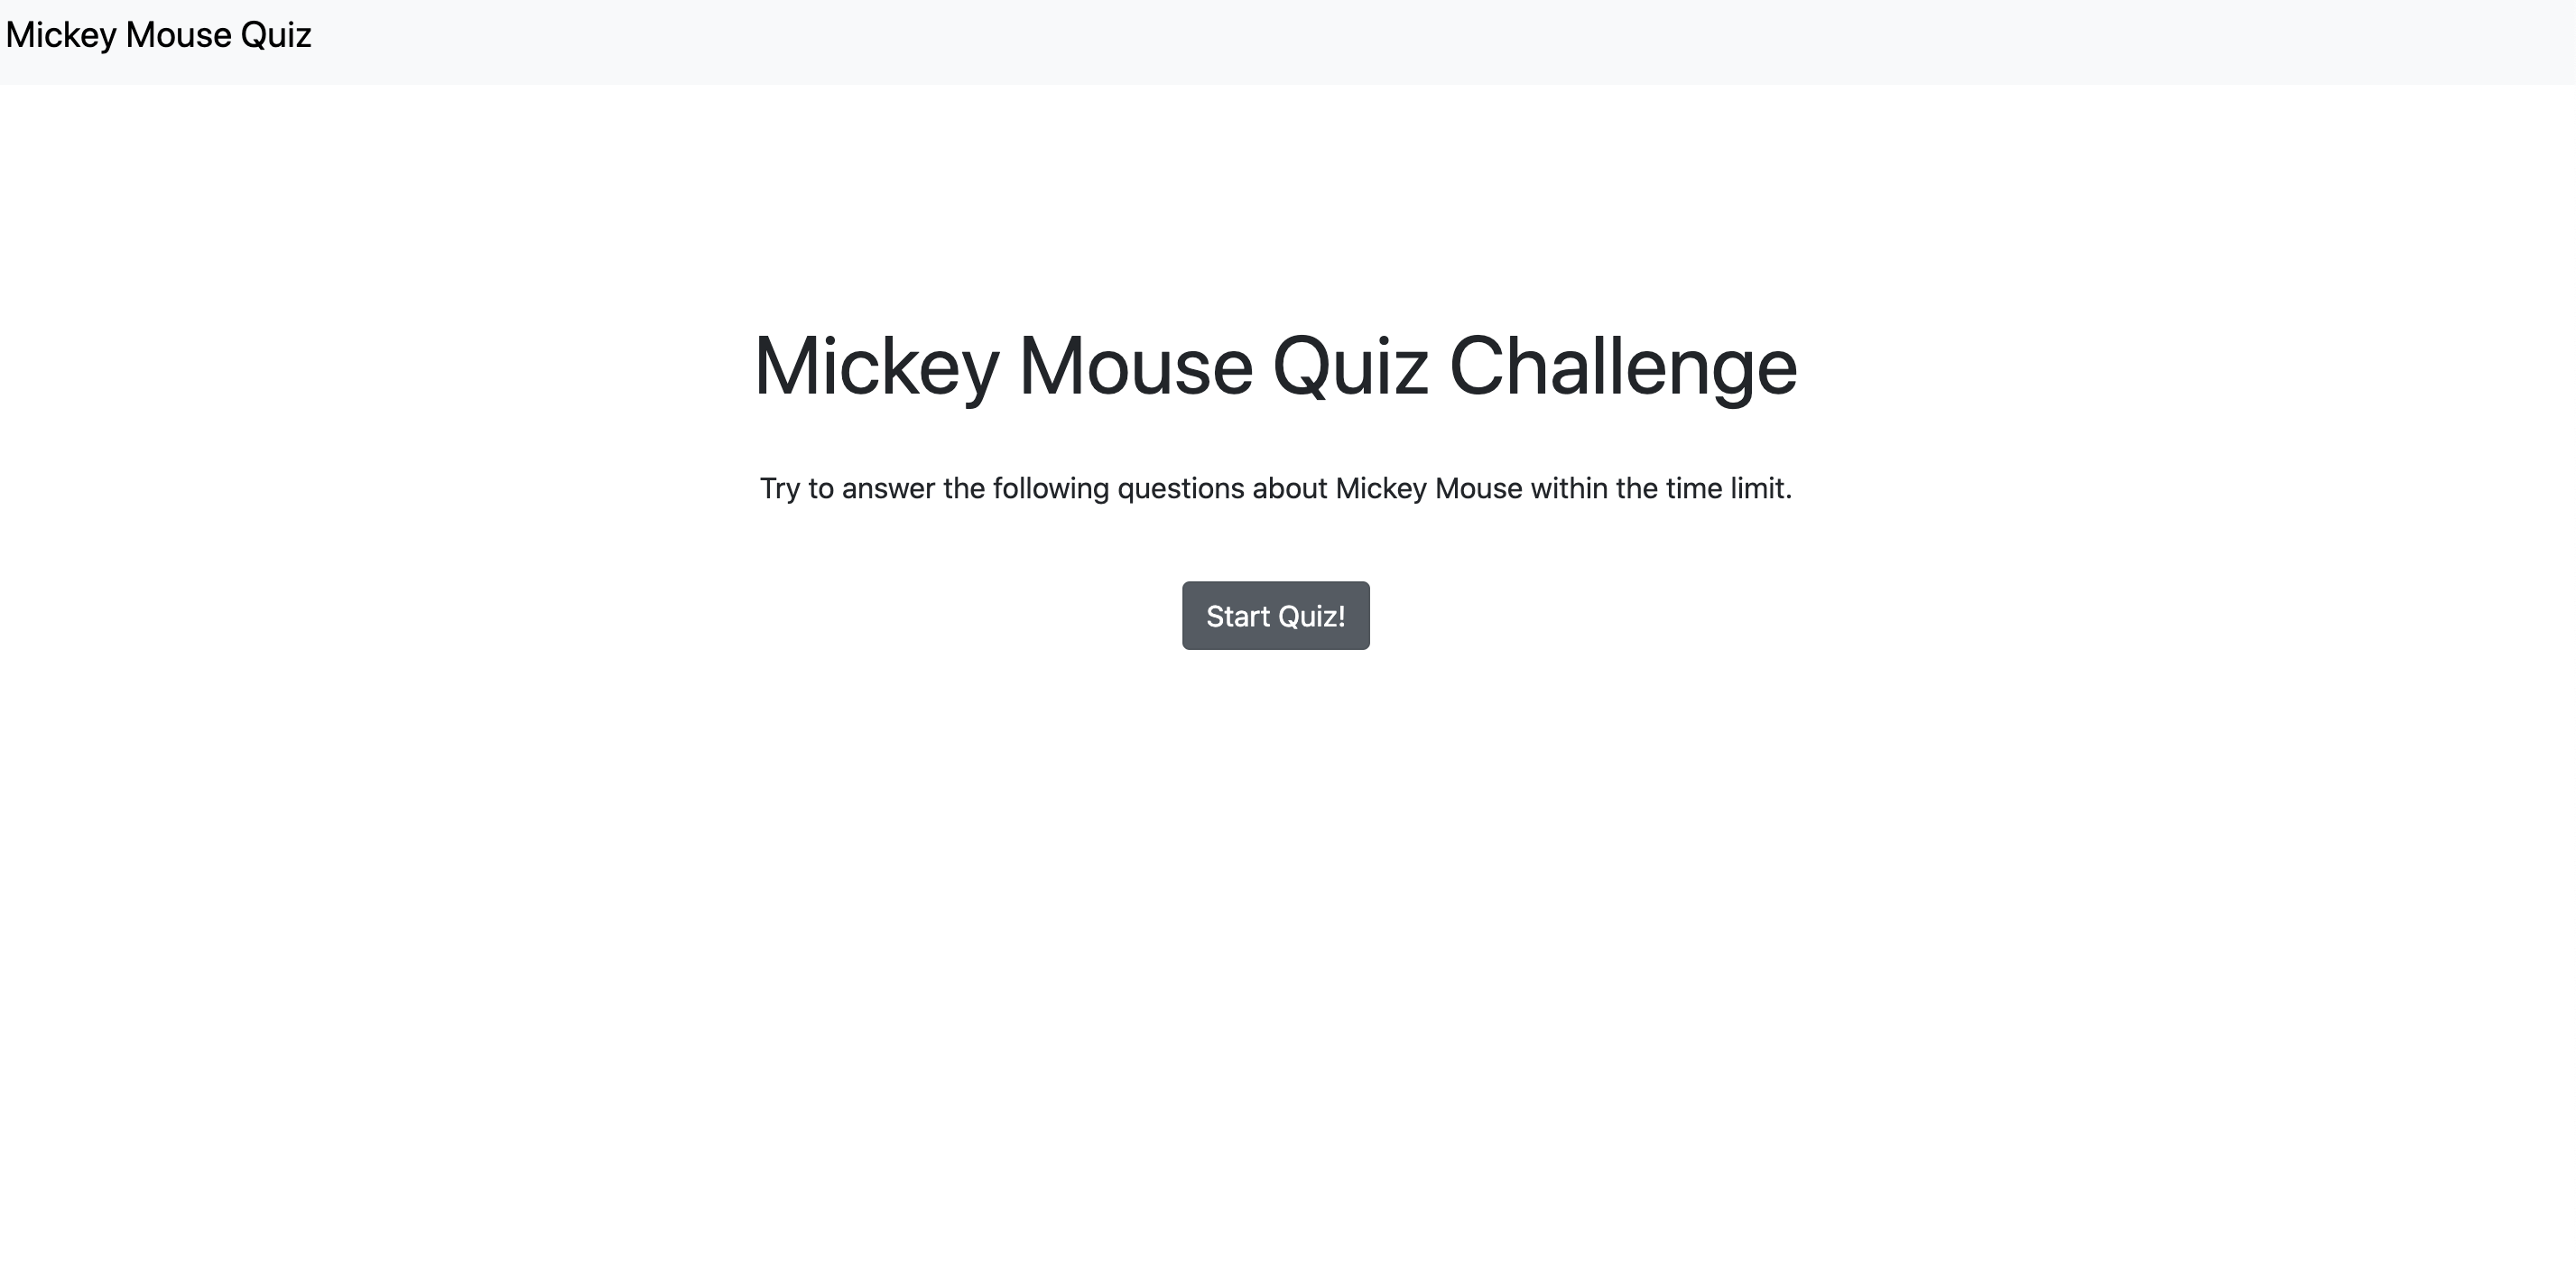 Mickey Mouse Quiz
Mickey Mouse Quiz Challenge
Try to answer the following questions about Mickey Mouse within the time limit.
Start Quiz!